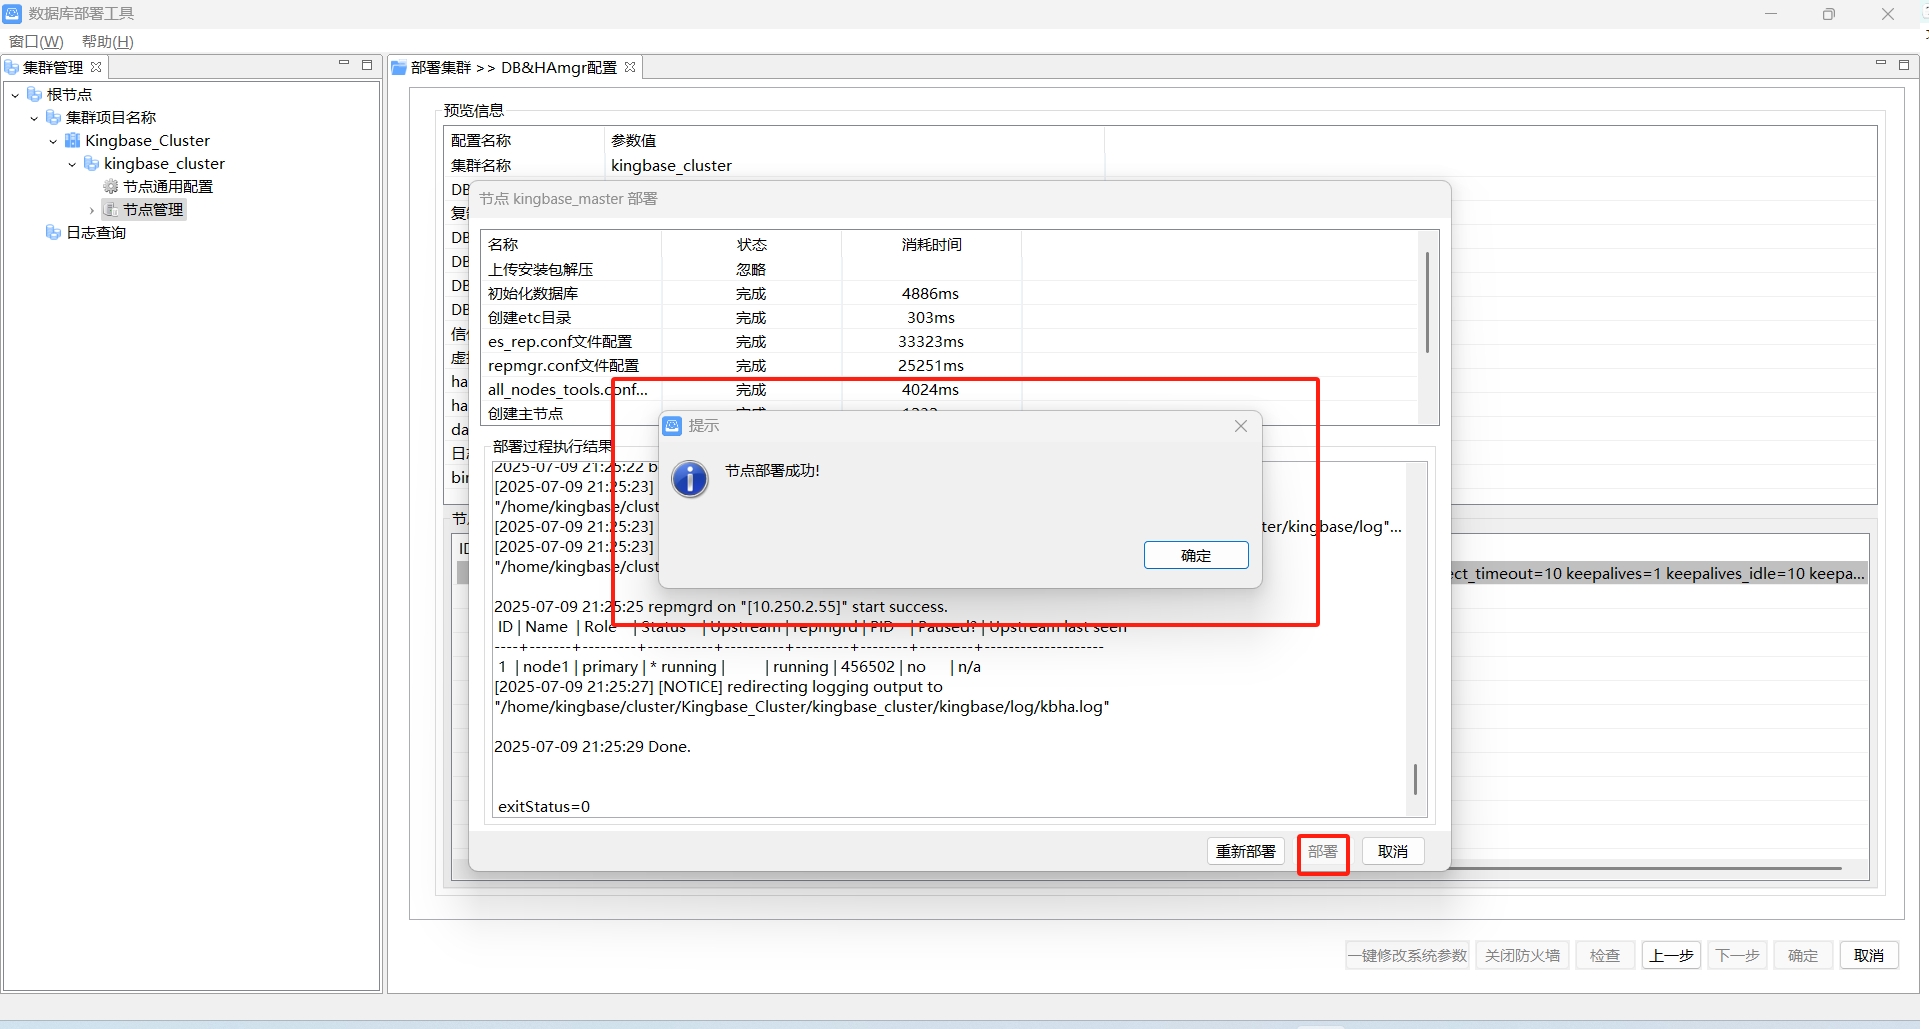 数据库部署工具
窗口(W) 帮助(H)
集群管理
根节点
集群项目名称
Kingbase_Cluster
kingbase_cluster
节点通用配置
节点管理
日志查询
部署集群 >> DB&HAmgr配置
预览信息
配置名称 参数值
集群名称 kingbase_cluster
DB
DB
DB
DB
DB
ha
ha
da
bin
节点 kingbase_master 部署
名称 状态 消耗时间
上传安装包解压 忽略
初始化数据库 完成 4886ms
创建etc目录 完成 303ms
es_rep.conf文件配置 完成 33323ms
repmgr.conf文件配置 完成 25251ms
all_nodes_tools.conf... 完成 4024ms
创建主节点
部署过程执行结果
2025-07-09 21:25:22 b
[2025-07-09 21:25:23]
"/home/kingbase/clust
[2025-07-09 21:25:23] ter/kingbase/log"...
[2025-07-09 21:25:23]
"/home/kingbase/clust
2025-07-09 21:25:25 repmgrd on "[10.250.2.55]" start success.
ID | Name | Role | Status | Upstream | repmgrd | PID | Paused? | Upstream last seen
----+-------+---------+-----------+----------+---------+--------+---------+--------------------
1 | node1 | primary | * running | | running | 456502 | no | n/a
[2025-07-09 21:25:27] [NOTICE] redirecting logging output to
"/home/kingbase/cluster/Kingbase_Cluster/kingbase_cluster/kingbase/log/kbha.log"
2025-07-09 21:25:29 Done.
exitStatus=0
提示
节点部署成功!
确定
重新部署 部署 取消
ect_timeout=10 keepalives=1 keepalives_idle=10 keepa...
一键修改系统参数 关闭防火墙 检查 上一步 下一步 确定 取消